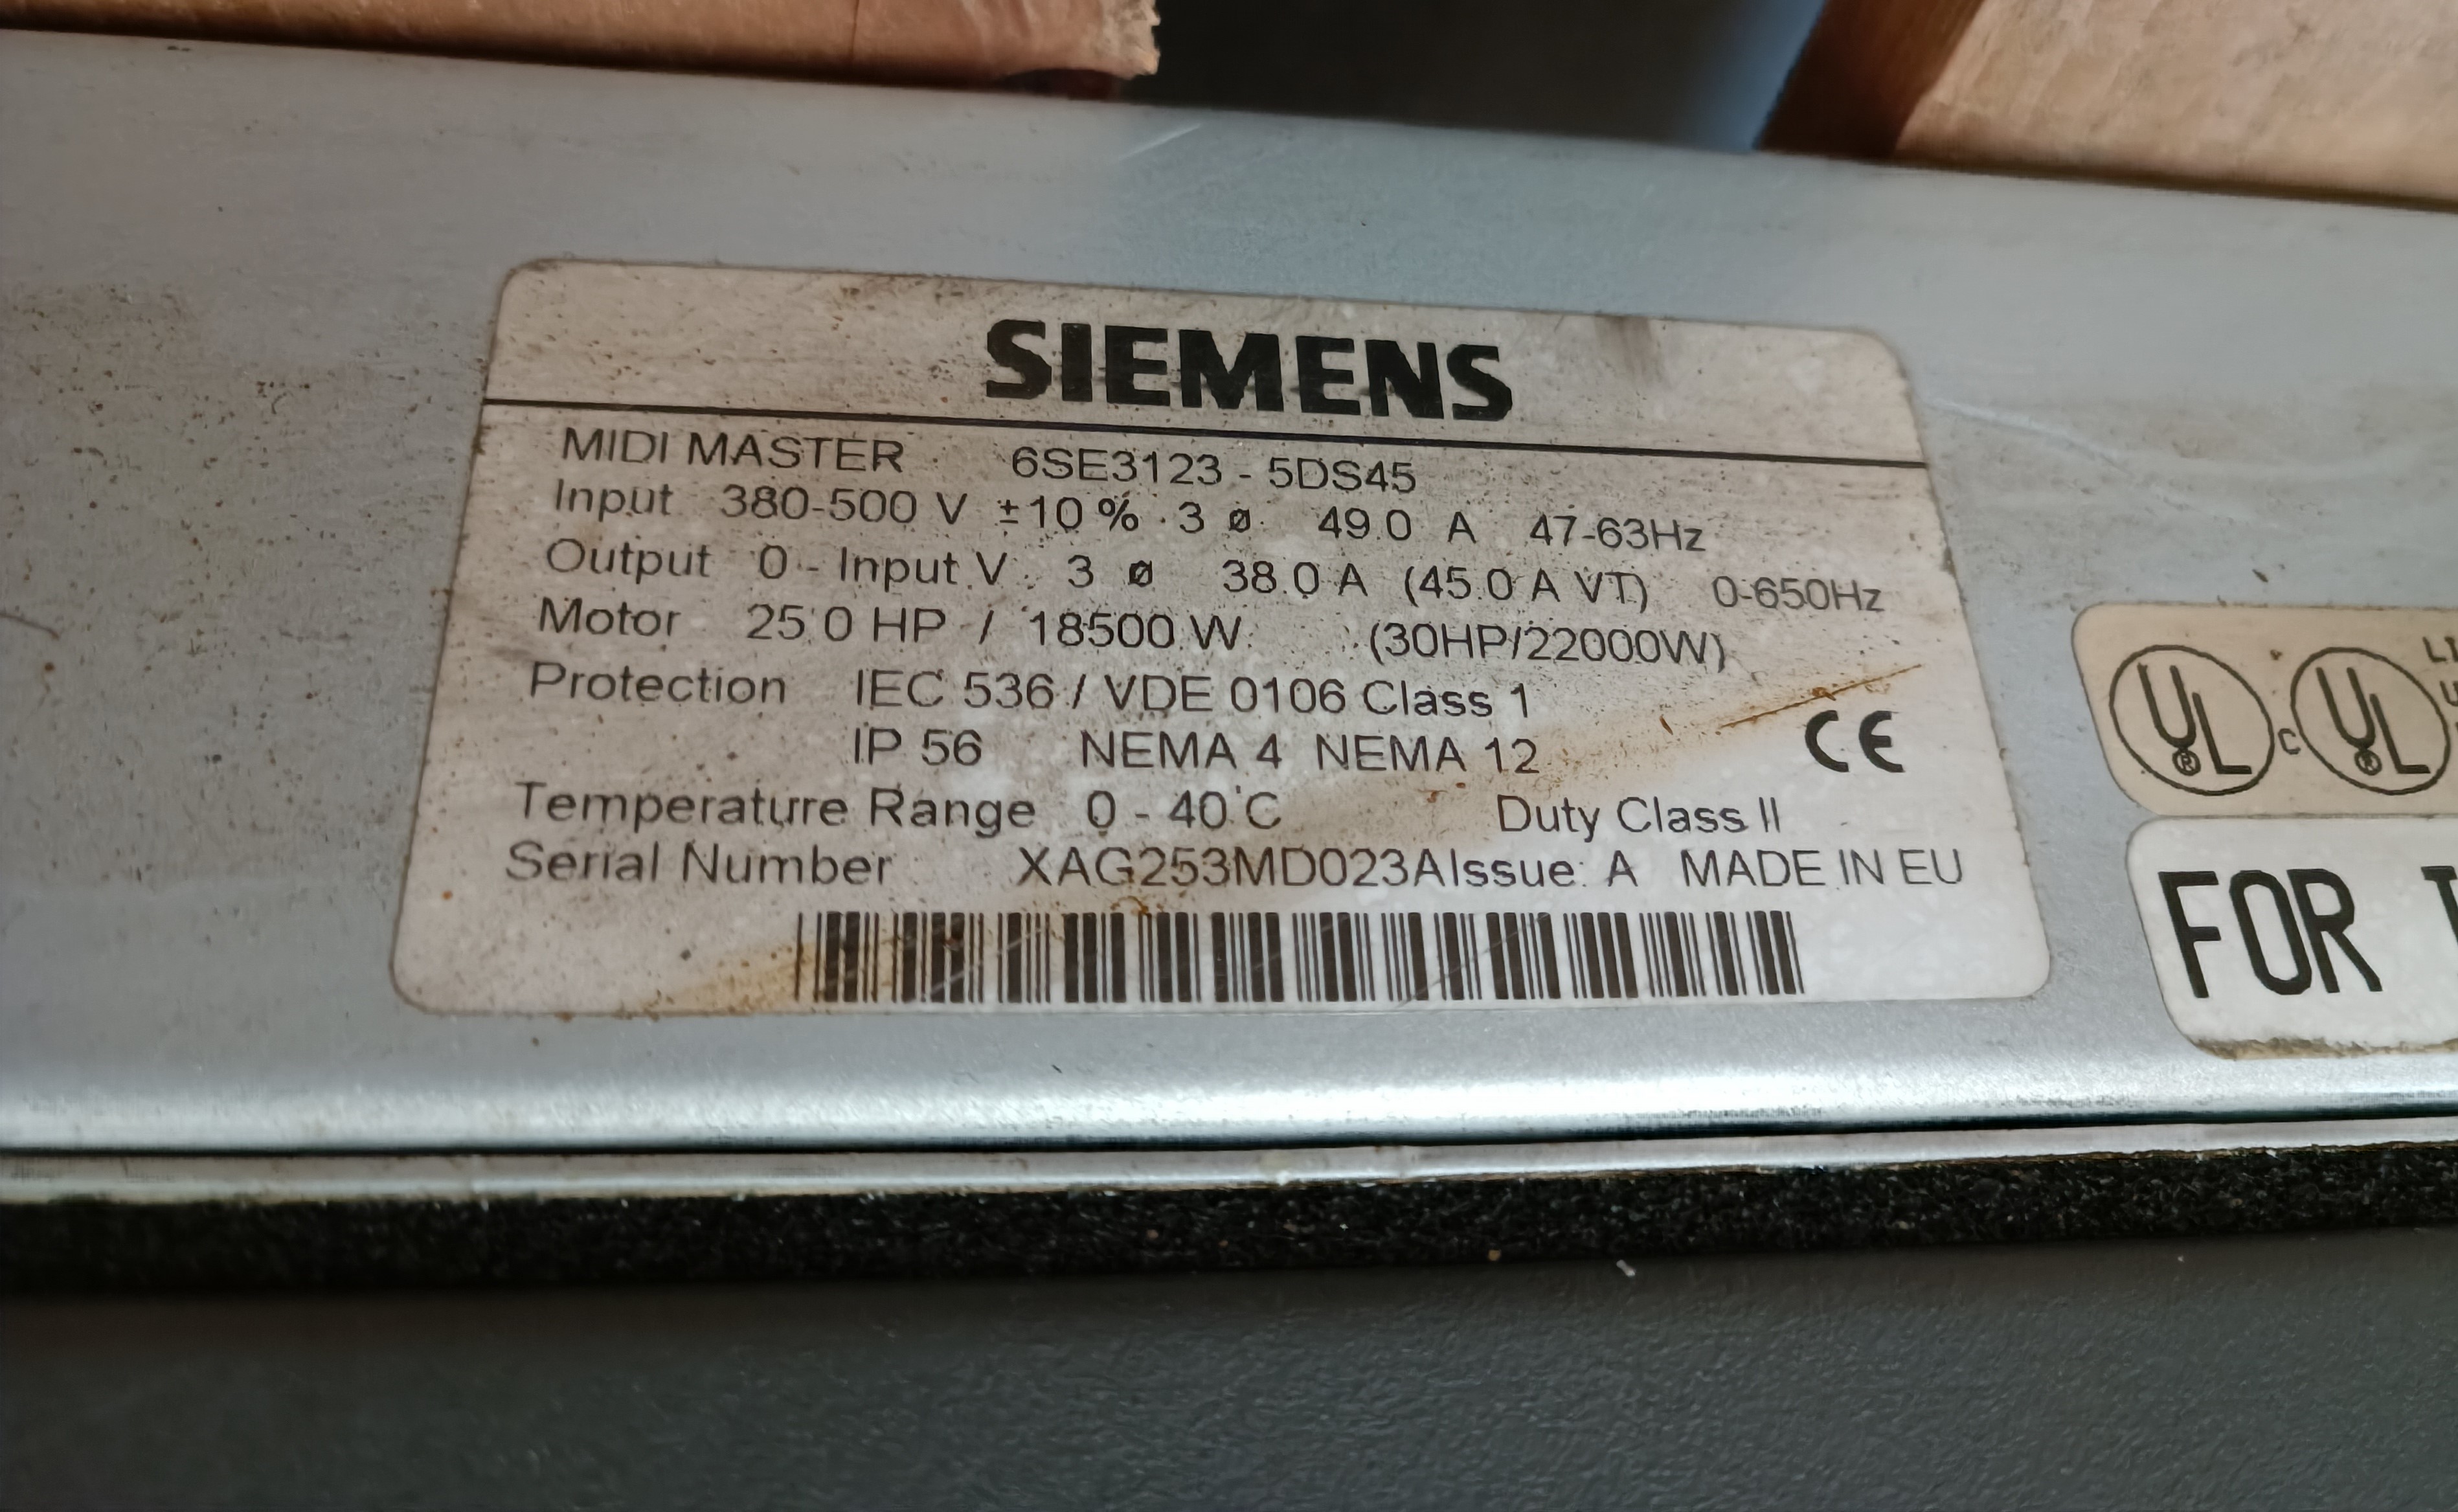 SIEMENS
MIDI MASTER 6SE3123 - 5DS45
Input 380-500 V ±10 % 3 ø 49.0 A 47-63Hz
Output 0 - Input V 3 ø 38.0 A (45.0 A VT) 0-650Hz
Motor 25.0 HP / 18500 W (30HP/22000W)
Protection IEC 536 / VDE 0106 Class 1
IP 56 NEMA 4 NEMA 12
CE
Temperature Range 0 - 40°C Duty Class II
Serial Number XAG253MD023AIssue: A MADE IN EU
UL® c UL®
FOR